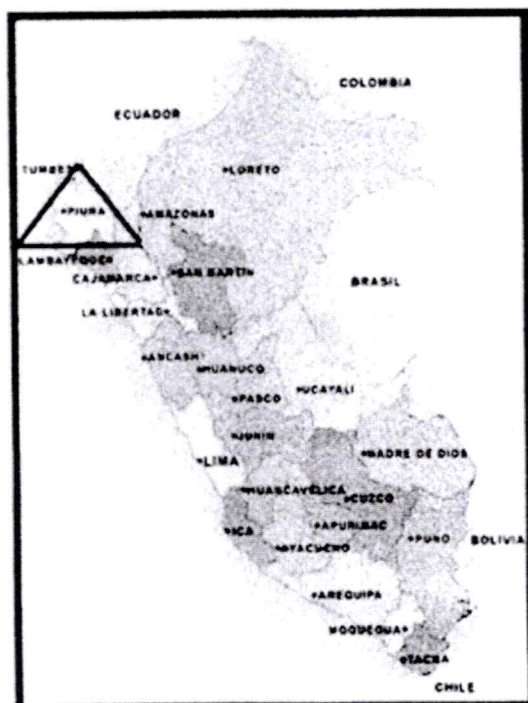 COLOMBIA
ECUADOR
TUMBES
LORETO
PIURA
AMAZONAS
LAMBAYEQUE
CAJAMARCA
SAN MARTIN
BRASIL
LA LIBERTAD
ANCASH
HUANUCO
UCAYALI
PASCO
JUNIN
LIMA
MADRE DE DIOS
HUANCAVELICA
CUZCO
ICA
APURIMAC
PUNO
BOLIVIA
AYACUCHO
AREQUIPA
MOQUEGUA
TACNA
CHILE